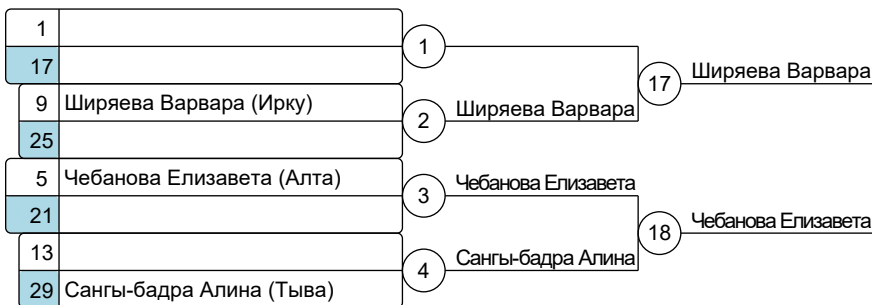 1
17
1
9 Ширяева Варвара (Ирку)
25
2
Ширяева Варвара
17
Ширяева Варвара
5 Чебанова Елизавета (Алта)
21
3
Чебанова Елизавета
13
29 Сангы-бадра Алина (Тыва)
4
Сангы-бадра Алина
18
Чебанова Елизавета